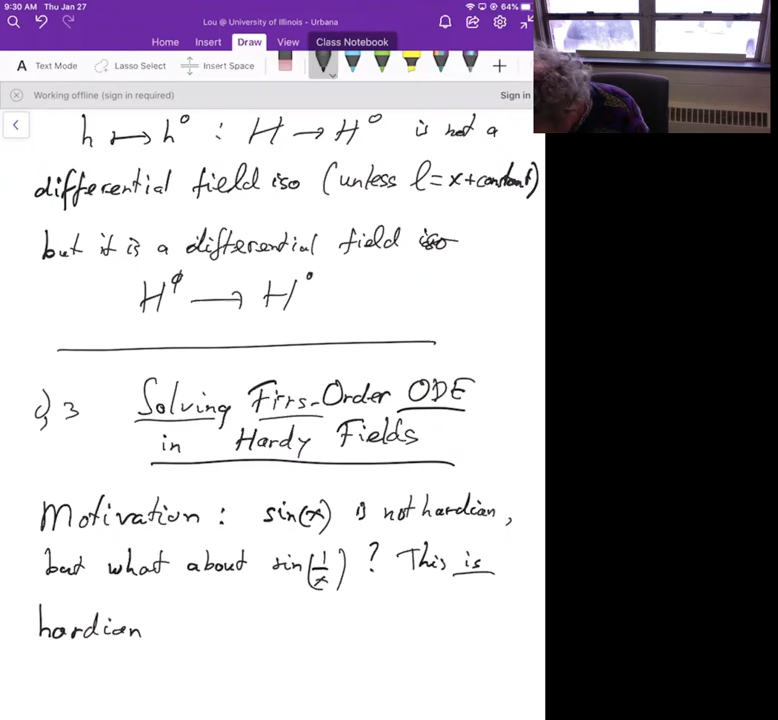 9:30 AM Thu Jan 27
64%
Lou @ University of Illinois - Urbana
Home Insert Draw View Class Notebook
A Text Mode Lasso Select Insert Space
Working offline (sign in required) Sign in
h ↦ h° : H → H° is not a
differential field iso (unless l = x + constant)
but it is a differential field iso
H^ϕ → H°
§ 3 Solving Firs-Order ODE
in Hardy Fields
Motivation : sin(x) is not hardian,
but what about sin(1/x) ? This is
hardian